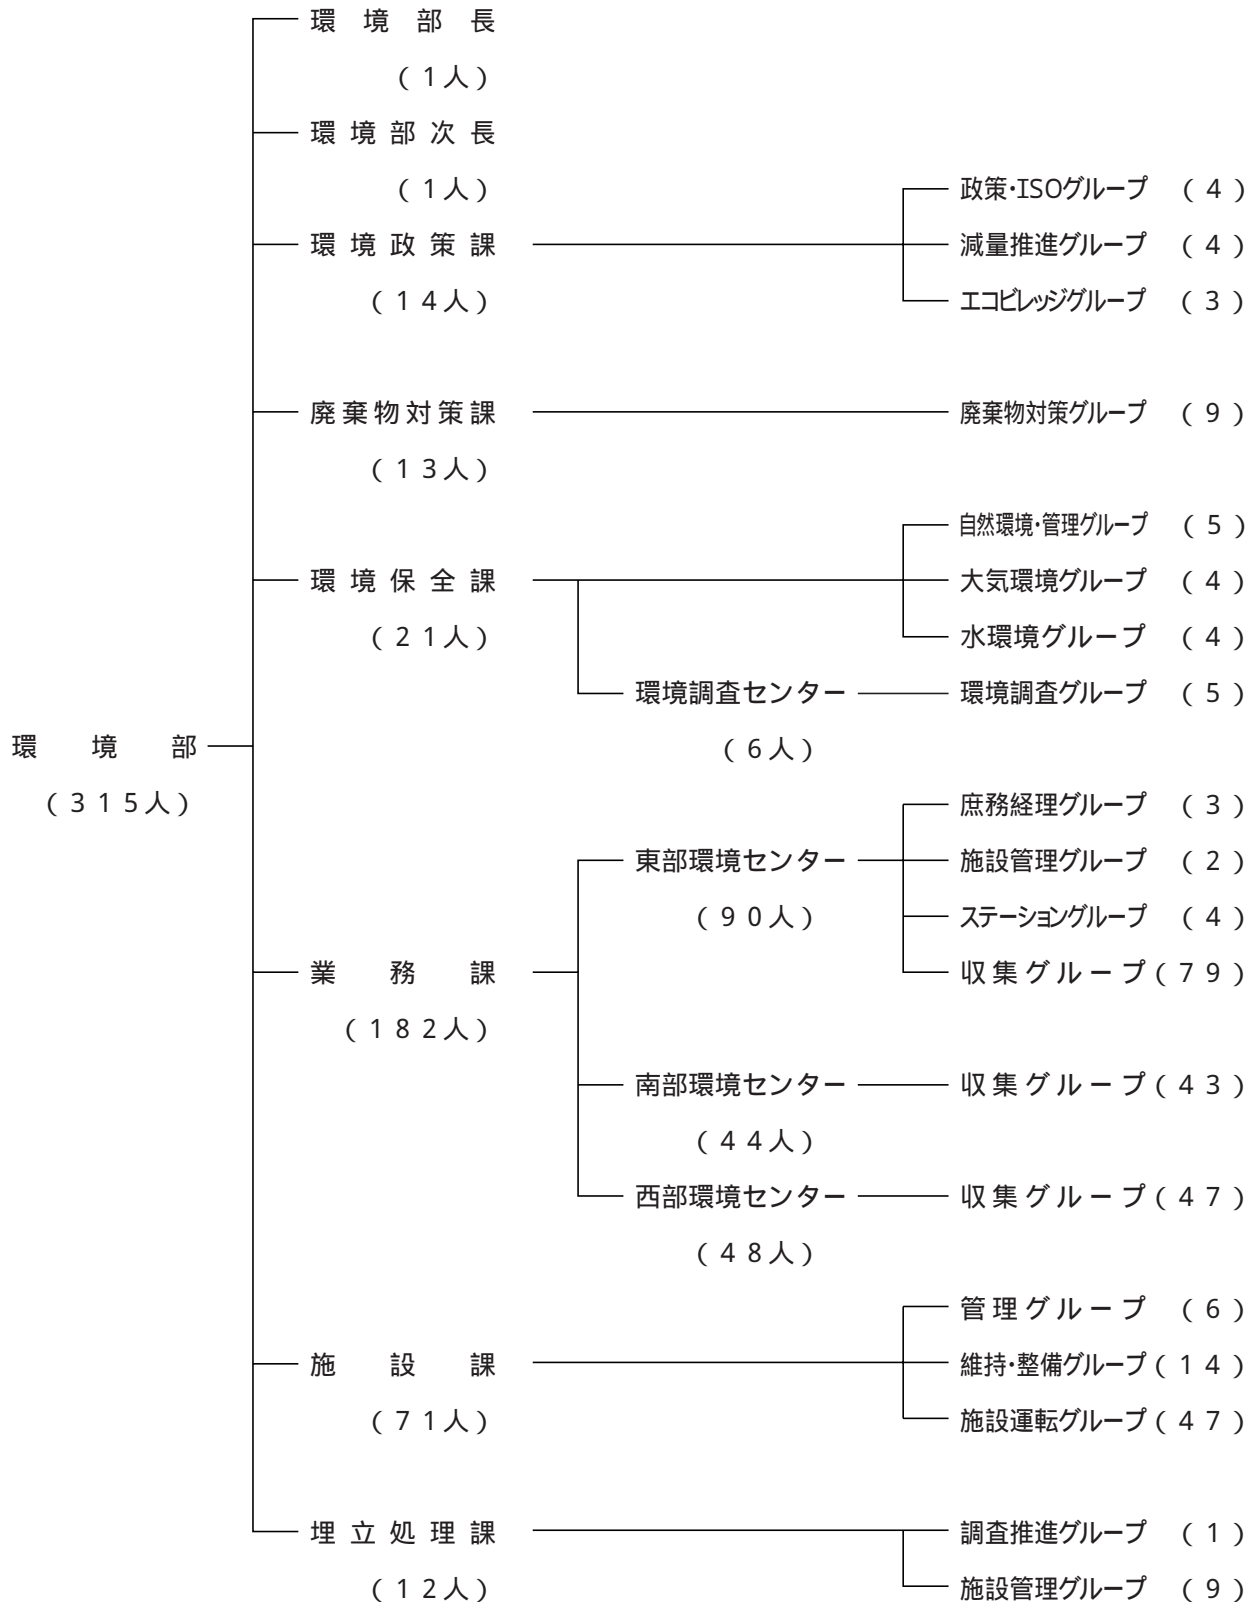 環境部長
(1人)
環境部次長
(1人)
政策・ISOグループ (4)
環境政策課
減量推進グループ (4)
(14人)
エコビレッジグループ (3)
廃棄物対策課
廃棄物対策グループ (9)
(13人)
自然環境・管理グループ (5)
環境保全課
大気環境グループ (4)
(21人)
水環境グループ (4)
環境調査センター
環境調査グループ (5)
(6人)
環境部
(315人)
庶務経理グループ (3)
東部環境センター
施設管理グループ (2)
(90人)
ステーショングループ (4)
業務課
収集グループ (79)
(182人)
南部環境センター
収集グループ (43)
(44人)
西部環境センター
収集グループ (47)
(48人)
管理グループ (6)
施設課
維持・整備グループ (14)
(71人)
施設運転グループ (47)
埋立処理課
調査推進グループ (1)
(12人)
施設管理グループ (9)